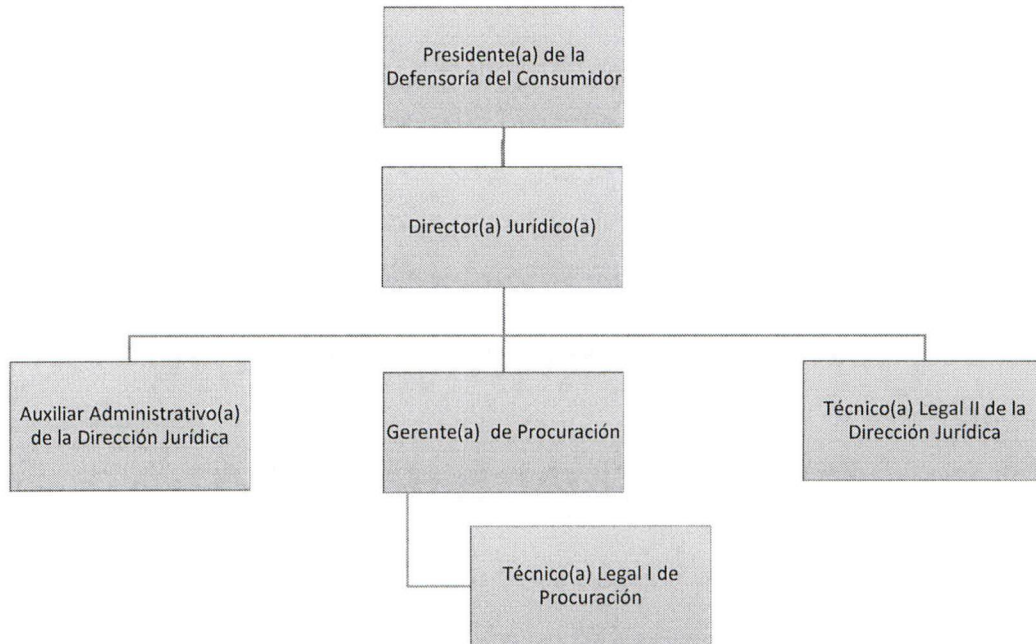 Presidente(a) de la
Defensoría del Consumidor
Director(a) Jurídico(a)
Auxiliar Administrativo(a)
de la Dirección Jurídica
Gerente(a) de Procuración
Técnico(a) Legal II de la
Dirección Jurídica
Técnico(a) Legal I de
Procuración